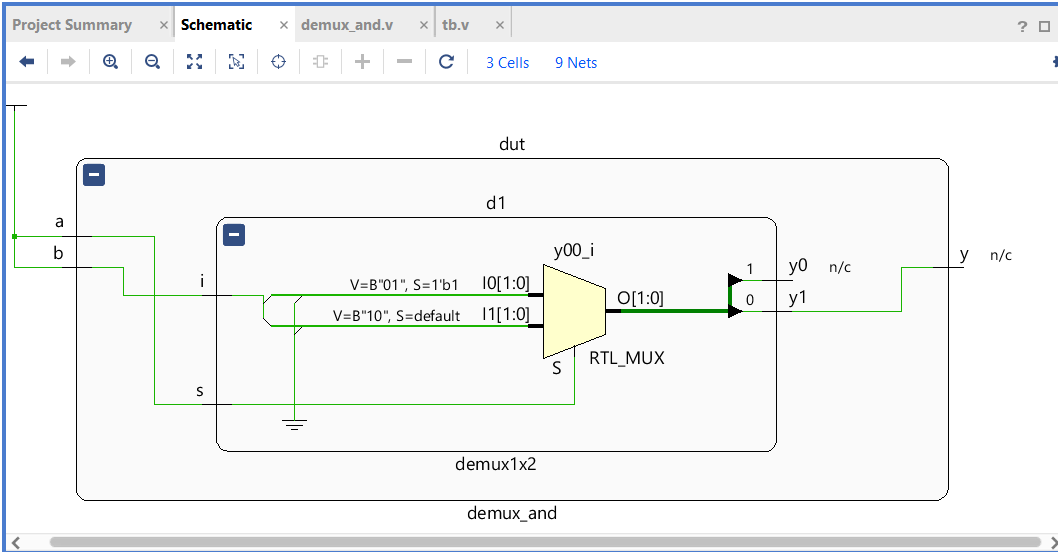 Project Summary × Schematic × demux_and.v × tb.v × ?
3 Cells 9 Nets
dut
a
b
d1
i
s
y00_i
V=B"01", S=1'b1 I0[1:0]
V=B"10", S=default I1[1:0]
O[1:0]
S
RTL_MUX
1 y0 n/c
0 y1
y n/c
demux1x2
demux_and